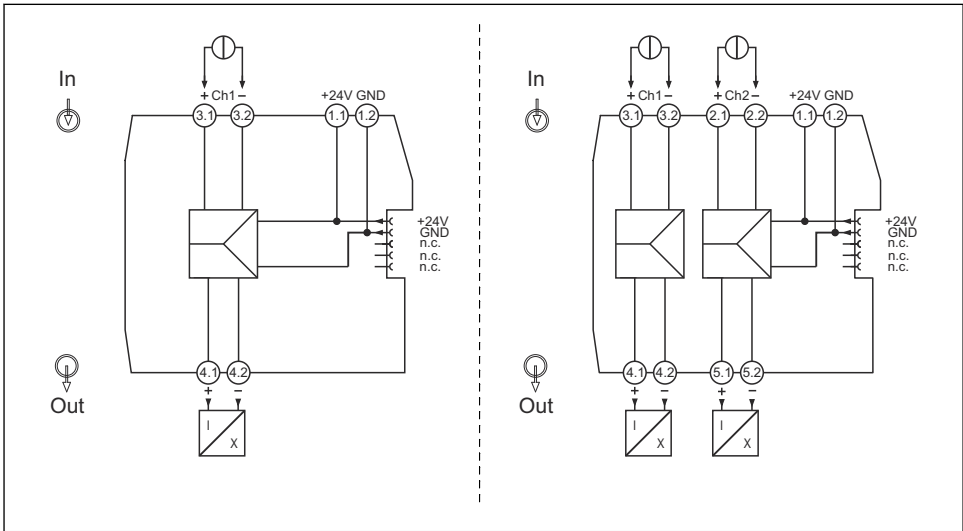 In In
+ Ch1 – +24V GND + Ch1 – + Ch2 – +24V GND
3.1 3.2 1.1 1.2 3.1 3.2 2.1 2.2 1.1 1.2
+24V +24V
GND GND
n.c. n.c.
n.c. n.c.
n.c. n.c.
4.1 4.2 4.1 4.2 5.1 5.2
+ – + – + –
Out Out
I I I
X X X